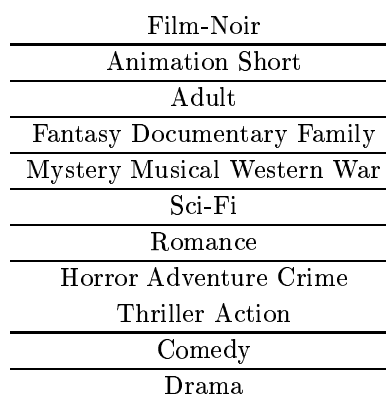 Film-Noir
Animation Short
Adult
Fantasy Documentary Family
Mystery Musical Western War
Sci-Fi
Romance
Horror Adventure Crime
Thriller Action
Comedy
Drama